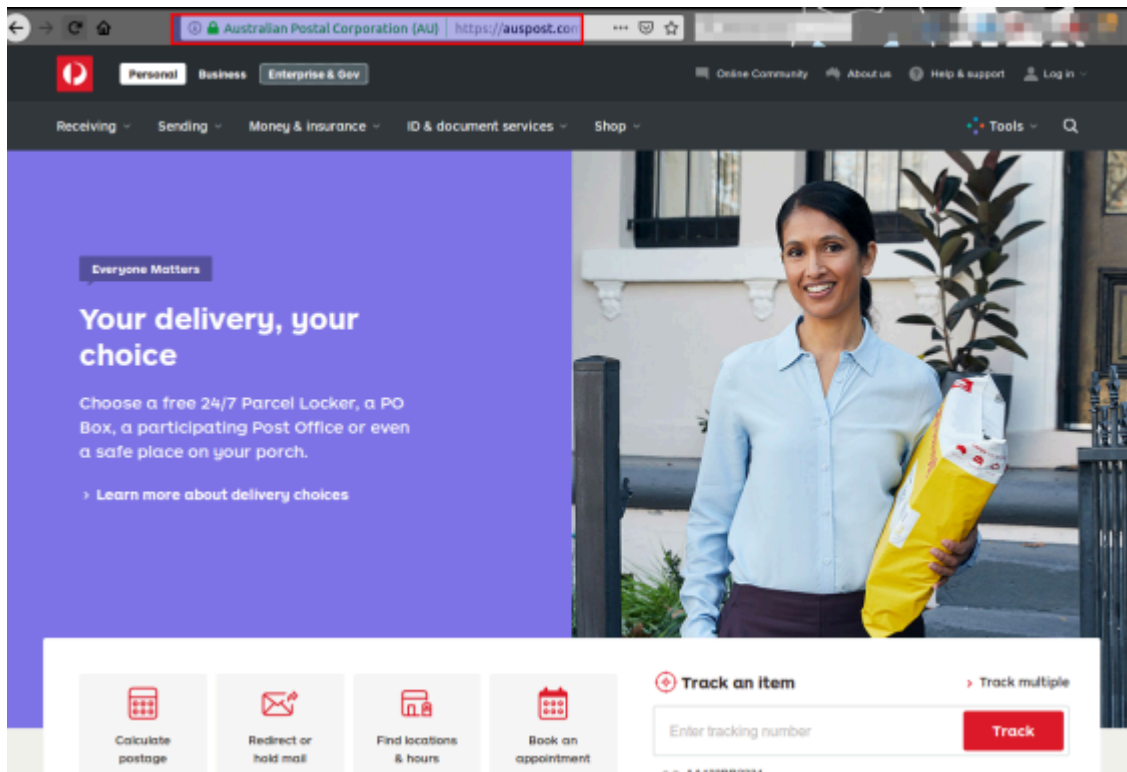 Australian Postal Corporation (AU) https://auspost.com
Personal Business Enterprise & Gov Online Community About us Help & support Log in
Receiving Sending Money & insurance ID & document services Shop Tools
Everyone Matters
Your delivery, your
choice
Choose a free 24/7 Parcel Locker, a PO
Box, a participating Post Office or even
a safe place on your porch.
Learn more about delivery choices
Track an item Track multiple
Enter tracking number Track
Calculate
postage
Redirect or
hold mail
Find locations
& hours
Book an
appointment